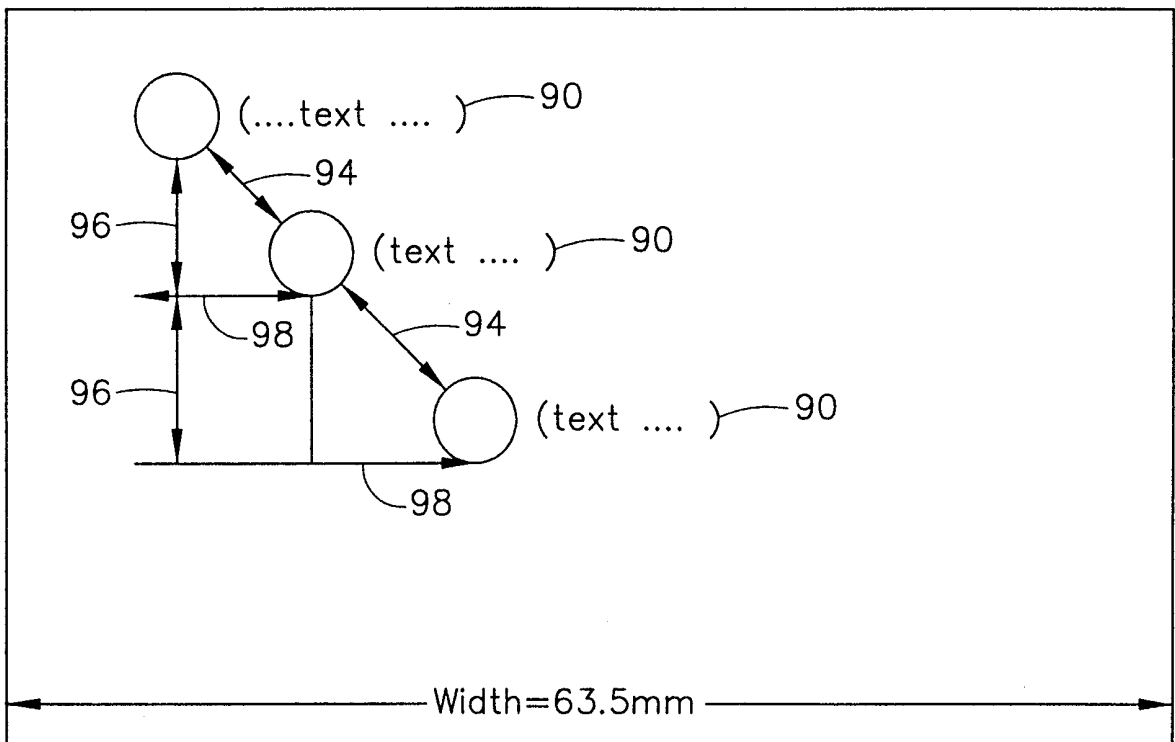 (....text .... ) 90
94
96
(text .... ) 90
98
94
96
(text .... ) 90
98
Width=63.5mm